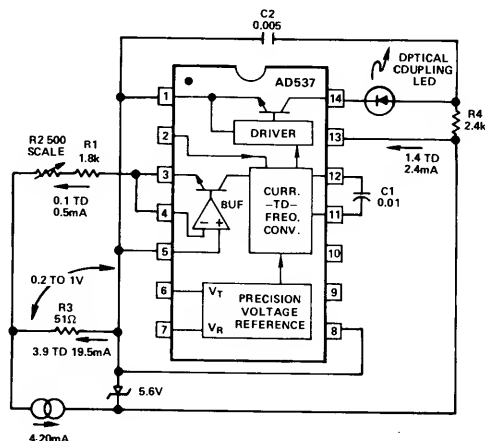 C2
0.005
AD537
OPTICAL
COUPLING
LED
1
14
R4
2.4k
DRIVER
2
13
1.4 TD
2.4mA
R2 500
SCALE
R1
1.8k
3
12
CURR.
-TD-
FREQ.
CONV.
C1
0.01
0.1 TD
0.5mA
BUF
4
11
- +
5
10
0.2 TO 1V
6
VT
PRECISION
VOLTAGE
REFERENCE
9
R3
51Ω
7
VR
8
3.9 TD 19.5mA
5.6V
4-20mA